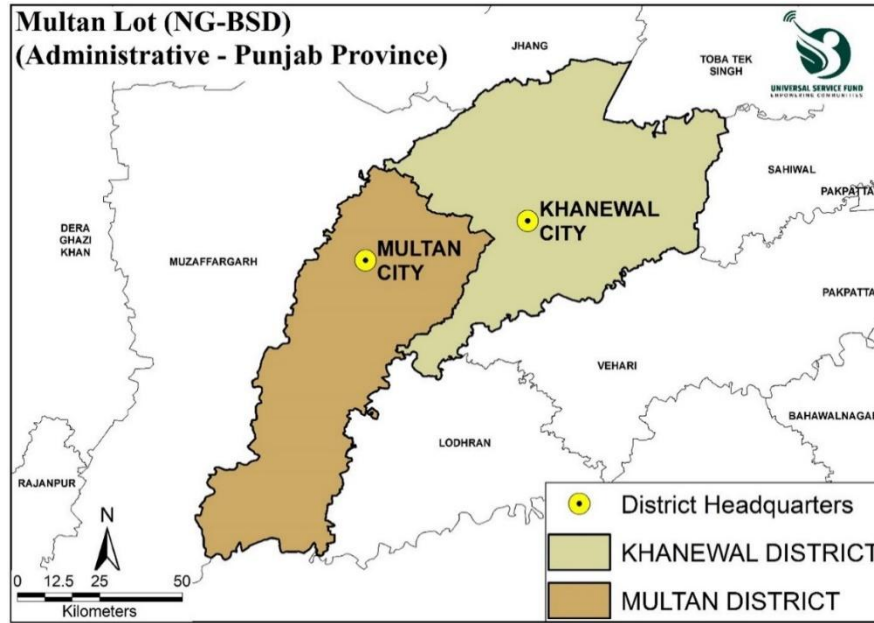 Multan Lot (NG-BSD)
(Administrative - Punjab Province)
JHANG
TOBA TEK
SINGH
UNIVERSAL SERVICE FUND
EMPOWERING COMMUNITIES
SAHIWAL
PAKPATTA
DERA
GHAZI
KHAN
MUZAFFARGARH
KHANEWAL
CITY
MULTAN
CITY
PAKPATTA
VEHARI
BAHAWALNAGAR
LODHRAN
RAJANPUR
N
0 12.5 25 50
Kilometers
District Headquarters
KHANEWAL DISTRICT
MULTAN DISTRICT